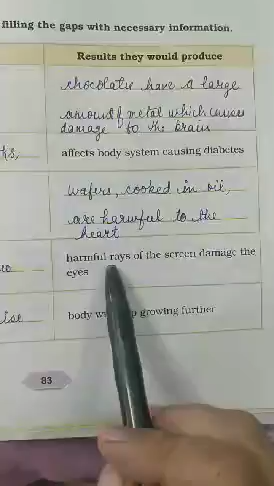 filling the gaps with necessary information.
Results they would produce
chocolate have a large
amount of metal which causes
damage to the brain
affects body system causing diabetes
wafers, cooked in oil,
are harmful to the
heart
harmful rays of the screen damage the
eyes
body growing further
83